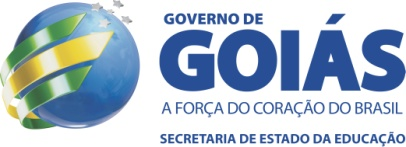 GOVERNO DE
GOIÁS
A FORÇA DO CORAÇÃO DO BRASIL
SECRETARIA DE ESTADO DA EDUCAÇÃO